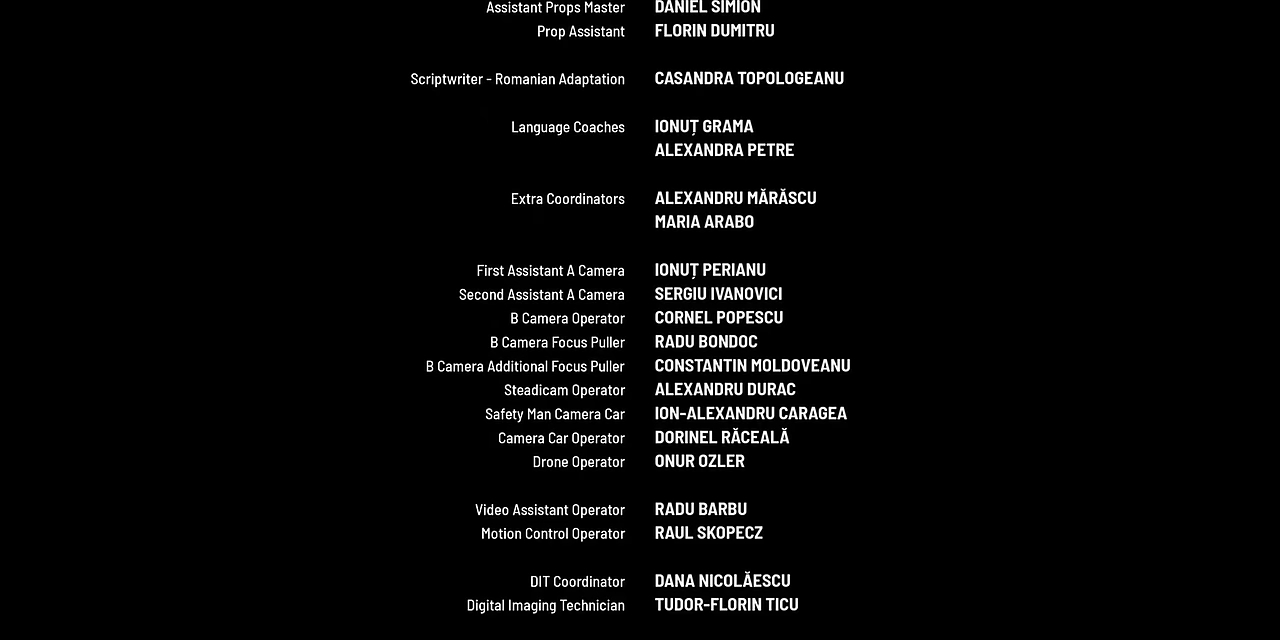 Assistant Props Master DANIEL SIMION
Prop Assistant FLORIN DUMITRU
Scriptwriter - Romanian Adaptation CASANDRA TOPOLOGEANU
Language Coaches IONUȚ GRAMA
ALEXANDRA PETRE
Extra Coordinators ALEXANDRU MĂRĂSCU
MARIA ARABO
First Assistant A Camera IONUȚ PERIANU
Second Assistant A Camera SERGIU IVANOVICI
B Camera Operator CORNEL POPESCU
B Camera Focus Puller RADU BONDOC
B Camera Additional Focus Puller CONSTANTIN MOLDOVEANU
Steadicam Operator ALEXANDRU DURAC
Safety Man Camera Car ION-ALEXANDRU CARAGEA
Camera Car Operator DORINEL RĂCEALĂ
Drone Operator ONUR OZLER
Video Assistant Operator RADU BARBU
Motion Control Operator RAUL SKOPECZ
DIT Coordinator DANA NICOLĂESCU
Digital Imaging Technician TUDOR-FLORIN TICU